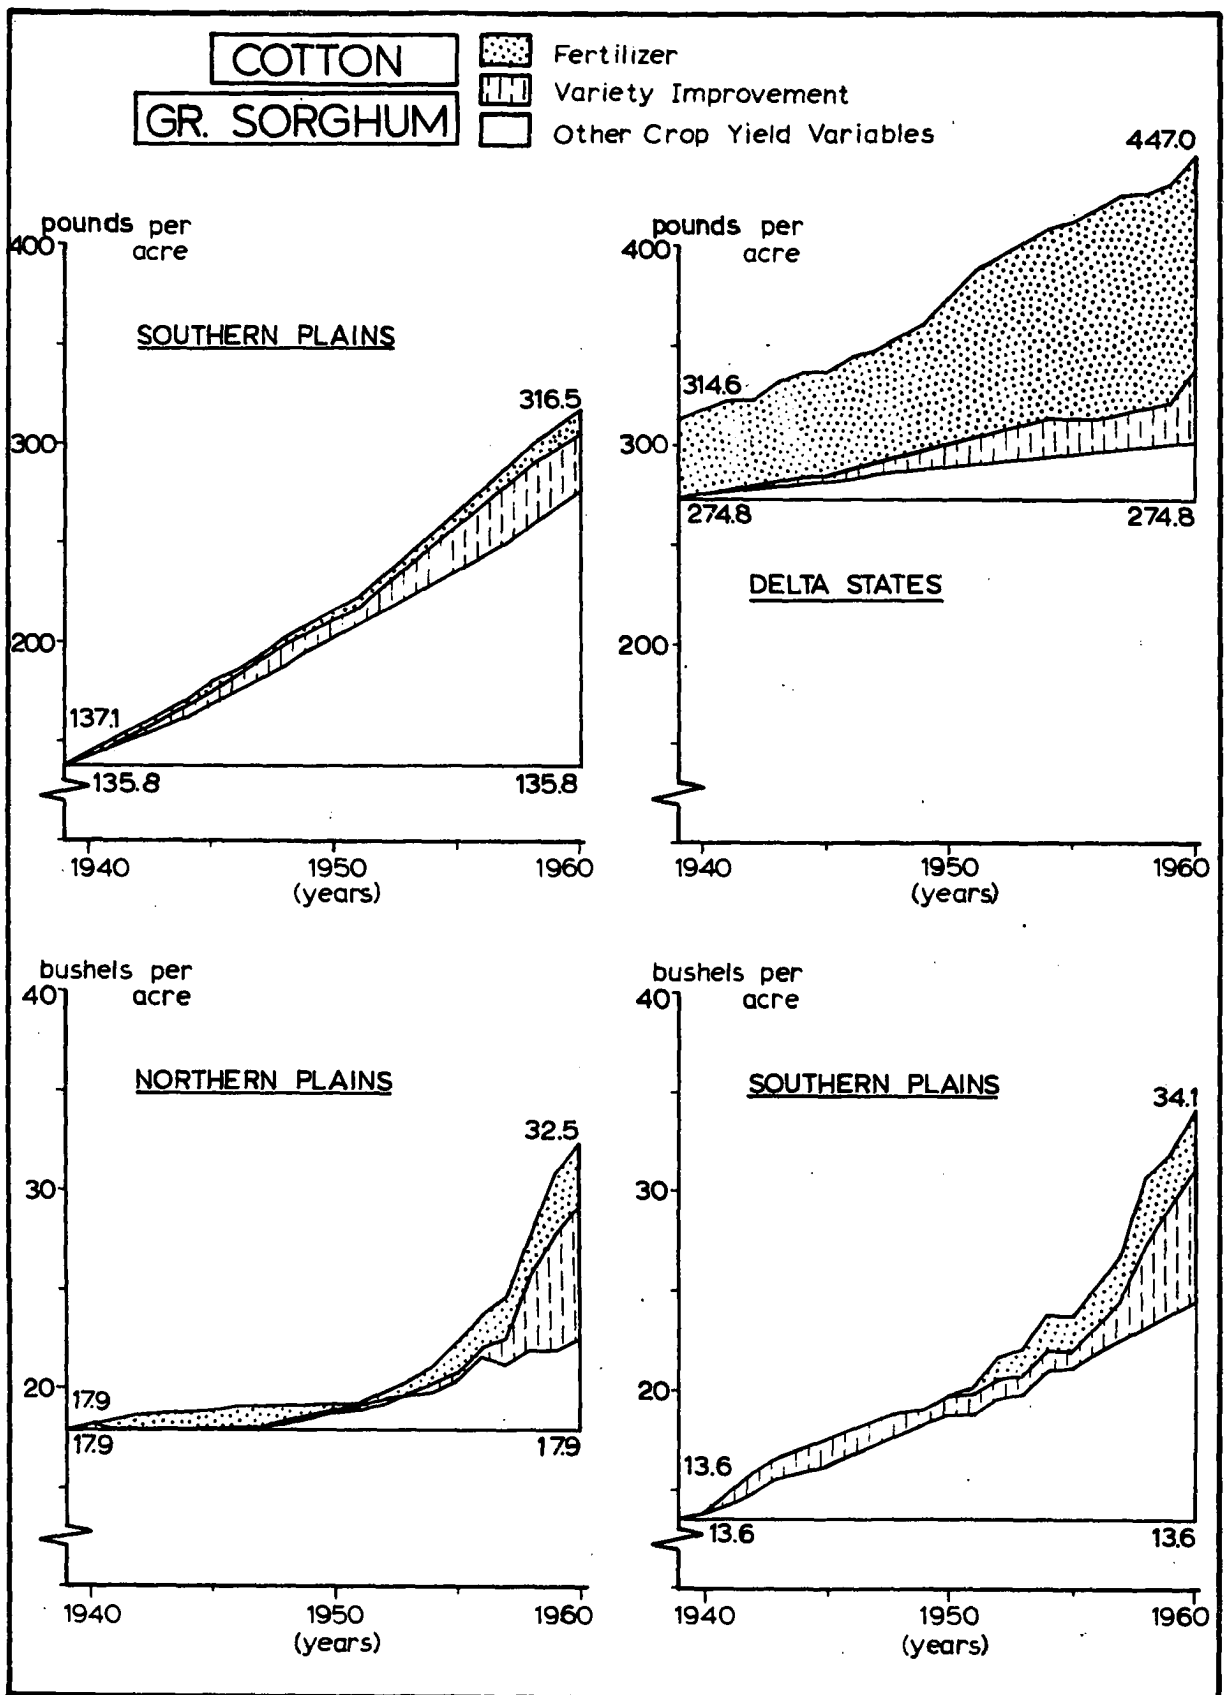 COTTON
GR. SORGHUM
Fertilizer
Variety Improvement
Other Crop Yield Variables
pounds per
acre
400
SOUTHERN PLAINS
316.5
300
200
137.1
135.8
135.8
1940
1950
1960
(years)
447.0
pounds per
acre
400
314.6
300
274.8
274.8
DELTA STATES
200
1940
1950
1960
(years)
bushels per
acre
40
NORTHERN PLAINS
32.5
30
20
17.9
17.9
17.9
1940
1950
1960
(years)
bushels per
acre
40
SOUTHERN PLAINS
34.1
30
20
13.6
13.6
13.6
1940
1950
1960
(years)